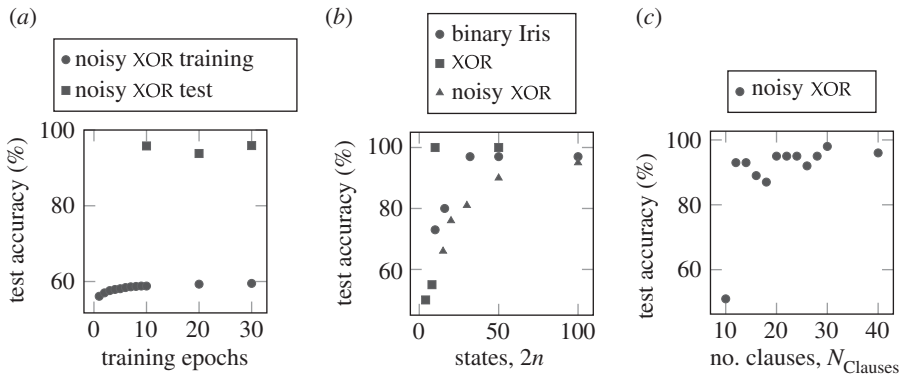 (a)
noisy XOR training
noisy XOR test
100
80
60
0 10 20 30
test accuracy (%)
training epochs
(b)
binary Iris
XOR
noisy XOR
100
80
60
0 50 100
test accuracy (%)
states, 2n
(c)
noisy XOR
100
80
60
10 20 30 40
test accuracy (%)
no. clauses, N_Clauses